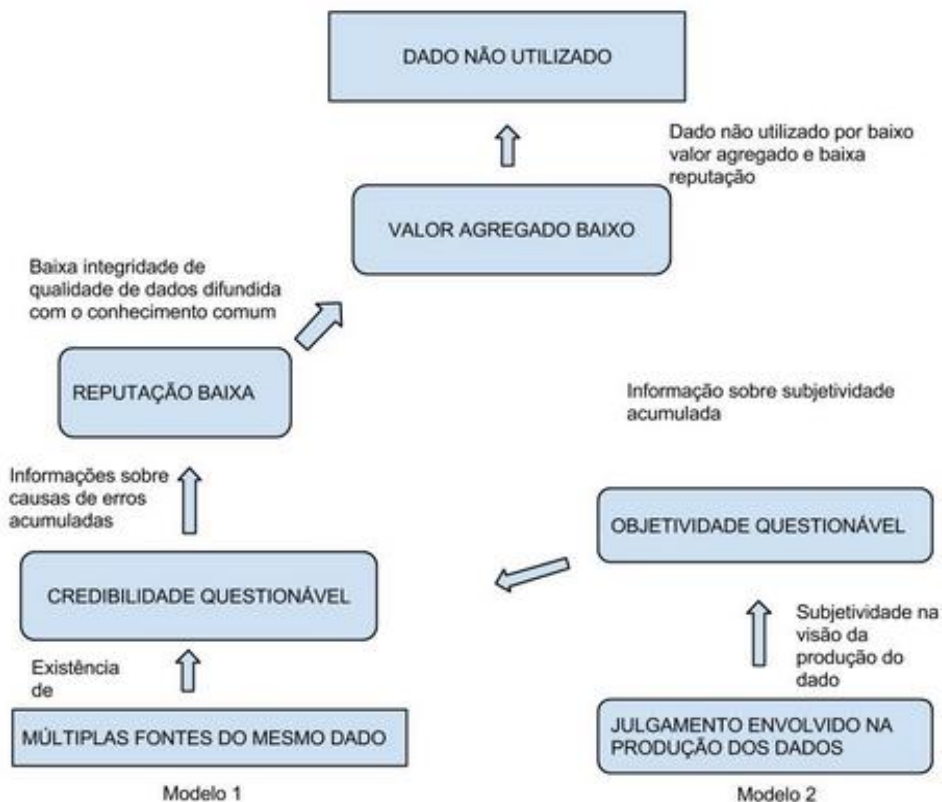 DADO NÃO UTILIZADO
Dado não utilizado por baixo
valor agregado e baixa
reputação
VALOR AGREGADO BAIXO
Baixa integridade de
qualidade de dados difundida
com o conhecimento comum
REPUTAÇÃO BAIXA
Informação sobre subjetividade
acumulada
Informações sobre
causas de erros
acumuladas
OBJETIVIDADE QUESTIONÁVEL
CREDIBILIDADE QUESTIONÁVEL
Subjetividade na
visão da
produção do
dado
Existência
de
MÚLTIPLAS FONTES DO MESMO DADO
JULGAMENTO ENVOLVIDO NA
PRODUÇÃO DOS DADOS
Modelo 1
Modelo 2